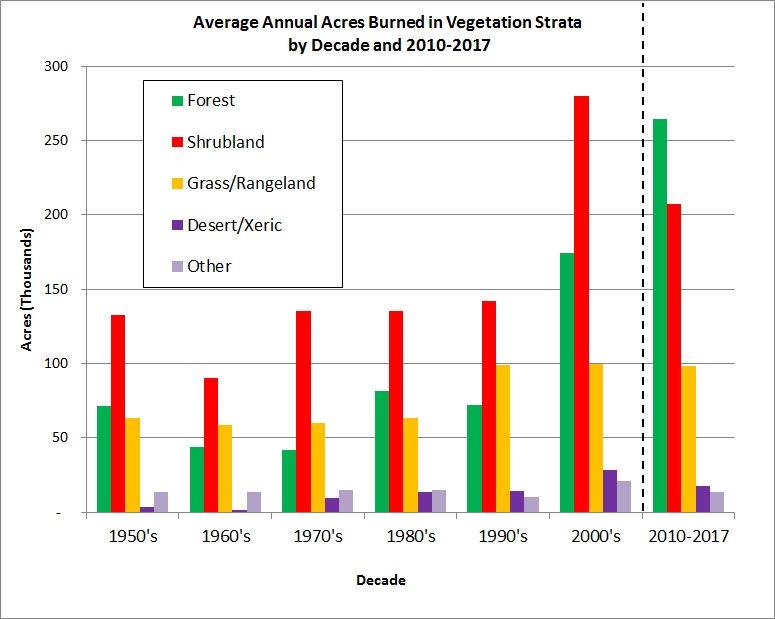 Average Annual Acres Burned in Vegetation Strata
by Decade and 2010-2017
300
250
200
150
100
50
-
Acres (Thousands)
Forest
Shrubland
Grass/Rangeland
Desert/Xeric
Other
1950's 1960's 1970's 1980's 1990's 2000's 2010-2017
Decade